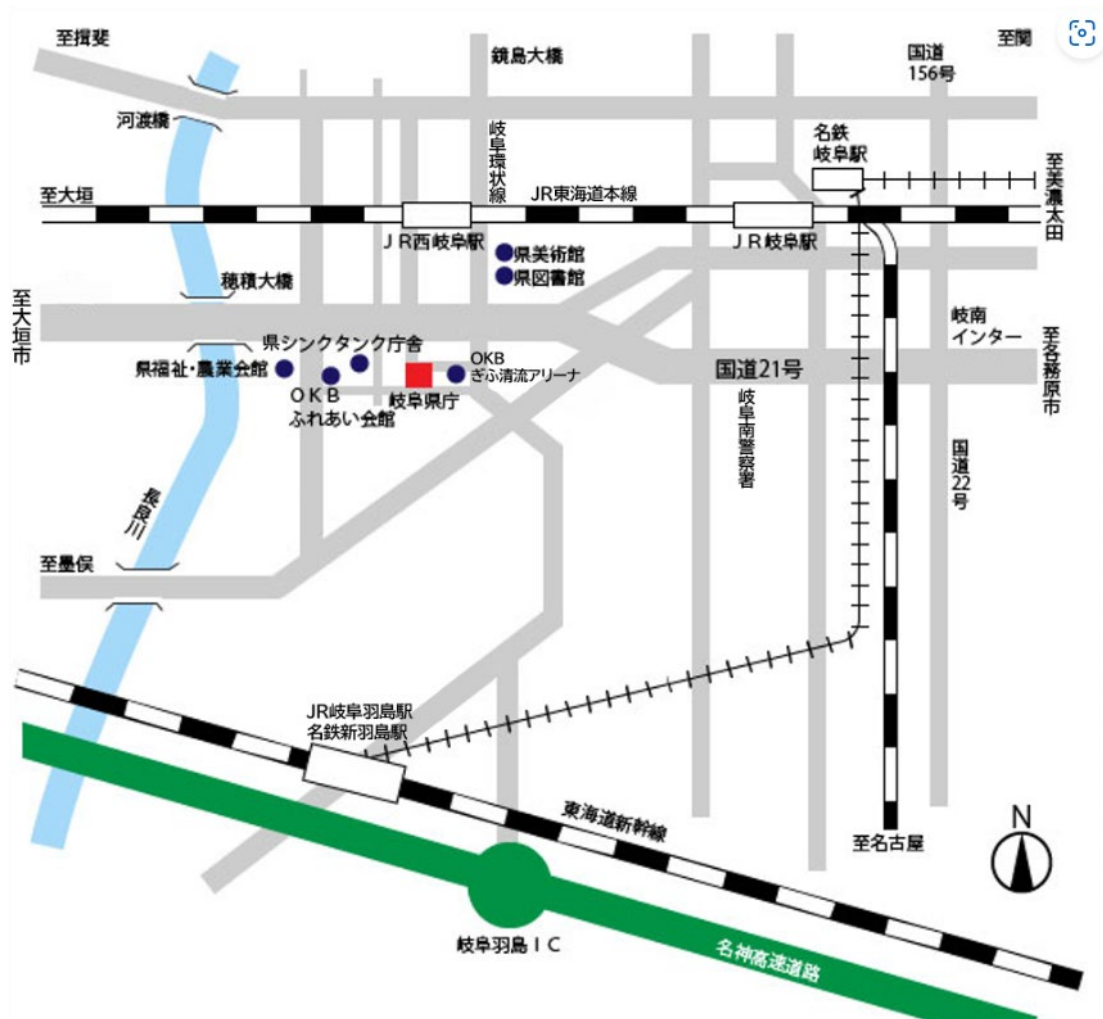 至揖斐
鏡島大橋
国道
156号
至関
河渡橋
岐阜環状線
名鉄
岐阜駅
至美濃太田
至大垣
JR東海道本線
ＪＲ西岐阜駅
ＪＲ岐阜駅
県美術館
県図書館
穂積大橋
至大垣市
岐南
インター
至各務原市
県シンクタンク庁舎
県福祉・農業会館
ＯＫＢ
ふれあい会館
岐阜県庁
OKB
ぎふ清流アリーナ
国道21号
岐阜南警察署
国道22号
長良川
至墨俣
JR岐阜羽島駅
名鉄新羽島駅
東海道新幹線
至名古屋
N
岐阜羽島ＩＣ
名神高速道路